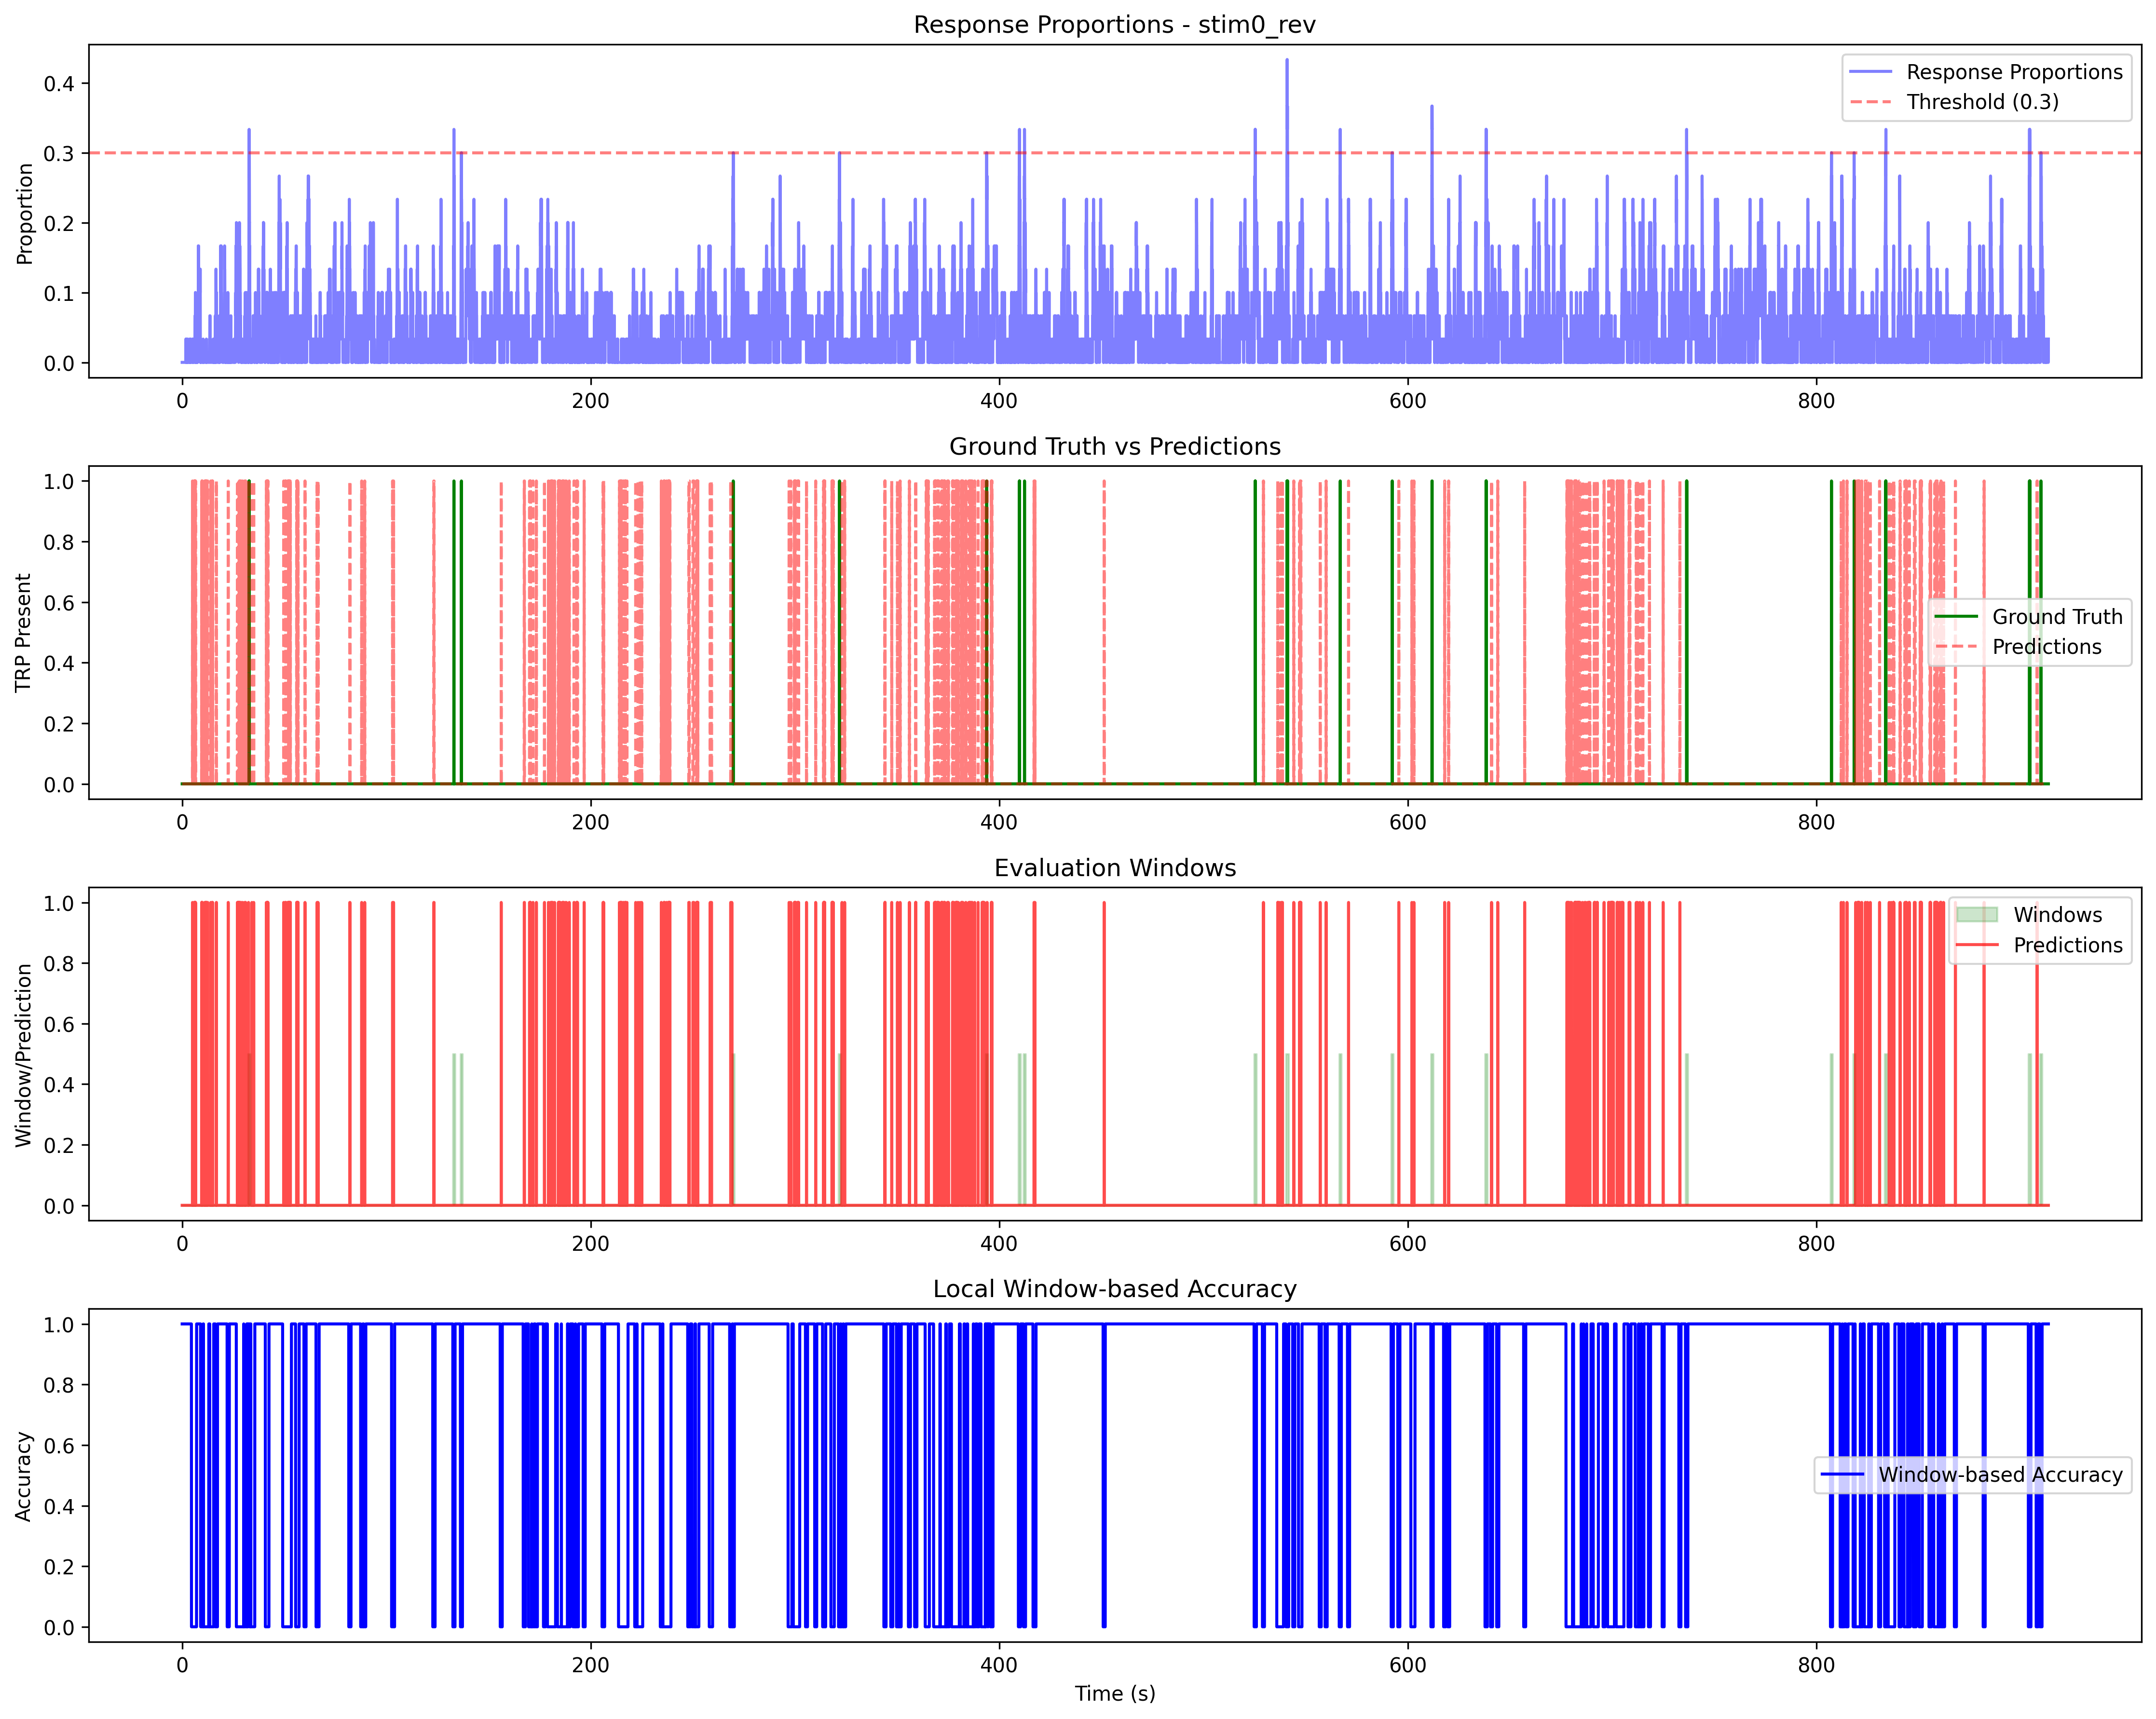 Response Proportions - stim0_rev
Proportion
0.4
0.3
0.2
0.1
0.0
Response Proportions
Threshold (0.3)
0 200 400 600 800
Ground Truth vs Predictions
TRP Present
1.0
0.8
0.6
0.4
0.2
0.0
Ground Truth
Predictions
0 200 400 600 800
Evaluation Windows
Window/Prediction
1.0
0.8
0.6
0.4
0.2
0.0
Windows
Predictions
0 200 400 600 800
Local Window-based Accuracy
Accuracy
1.0
0.8
0.6
0.4
0.2
0.0
Window-based Accuracy
0 200 400 600 800
Time (s)